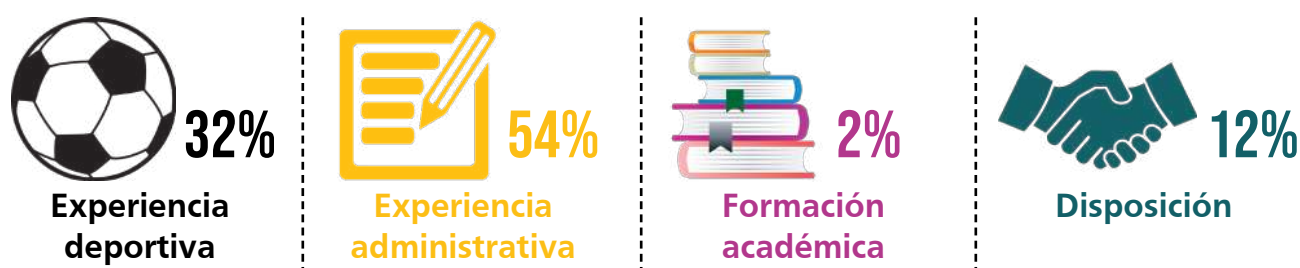 32%
Experiencia
deportiva
54%
Experiencia
administrativa
2%
Formación
académica
12%
Disposición